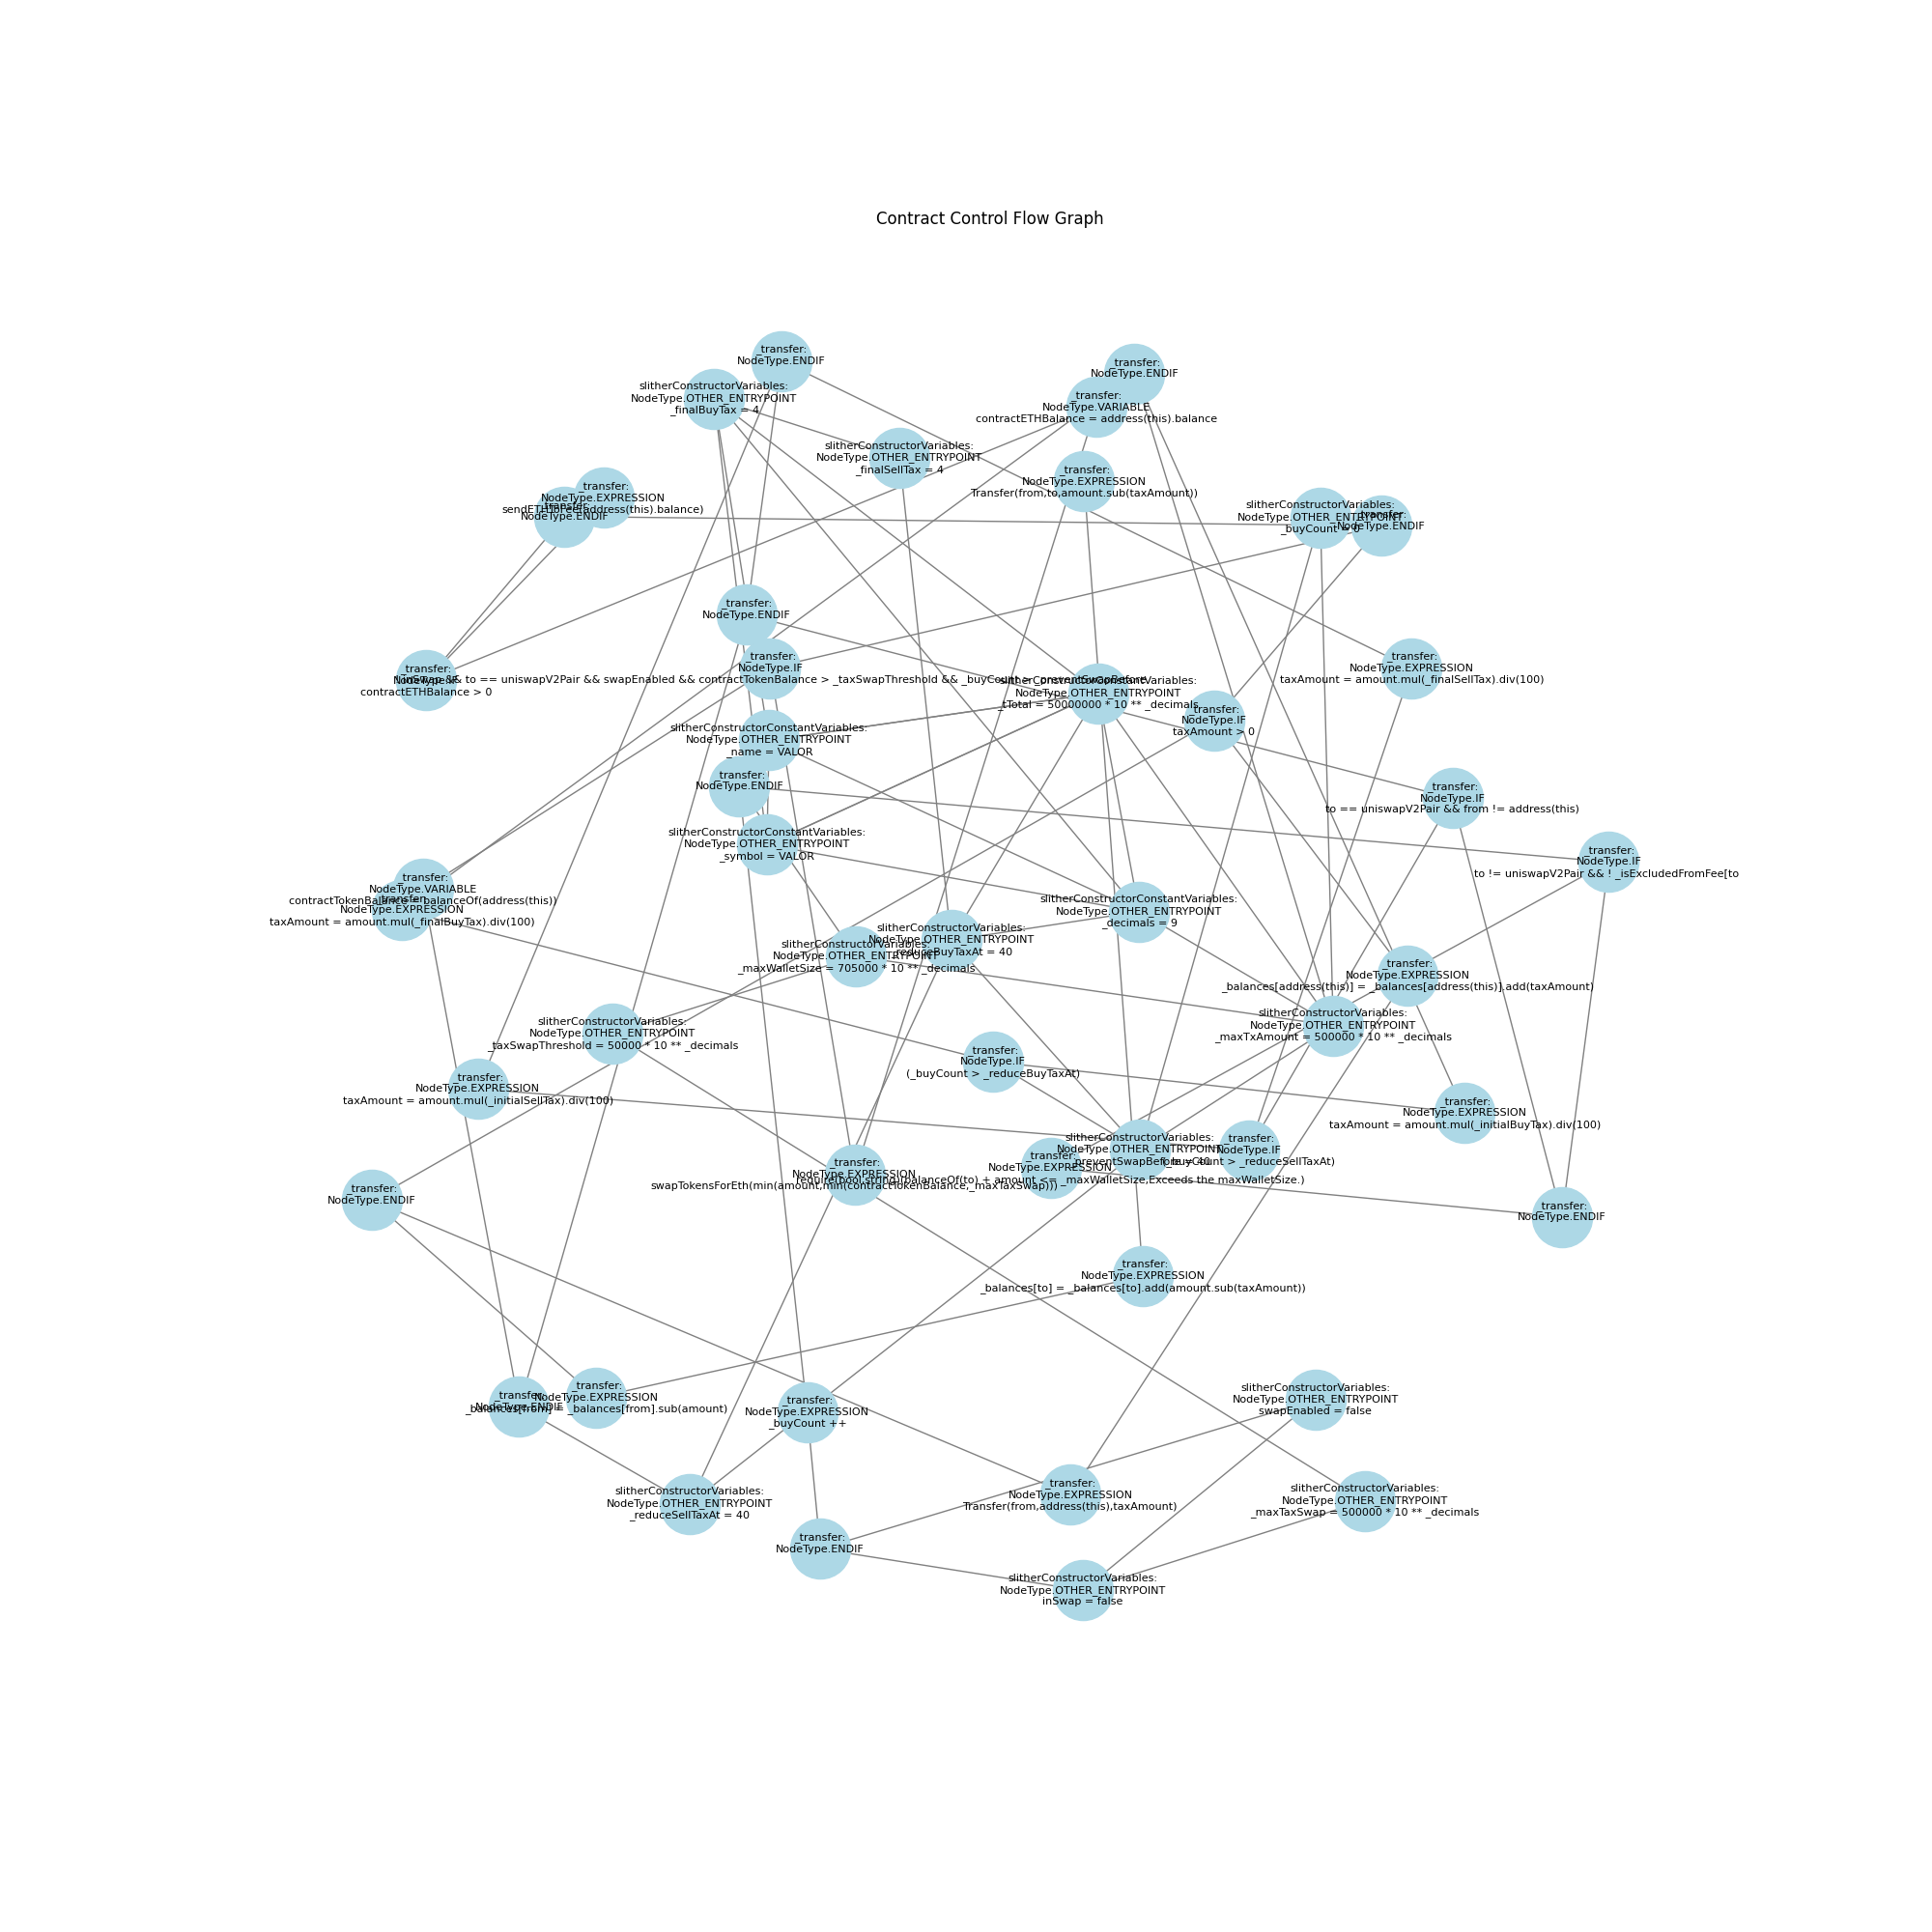 Contract Control Flow Graph
_transfer:
NodeType.ENDIF
_transfer:
NodeType.ENDIF
slitherConstructorVariables:
NodeType.OTHER_ENTRYPOINT
_finalBuyTax = 4
_transfer:
NodeType.VARIABLE
contractETHBalance = address(this).balance
slitherConstructorVariables:
NodeType.OTHER_ENTRYPOINT
_finalSellTax = 4
_transfer:
NodeType.EXPRESSION
Transfer(from,to,amount.sub(taxAmount))
_transfer:
NodeType.EXPRESSION
sendETHToFee(address(this).balance)
_transfer:
NodeType.ENDIF
slitherConstructorVariables:
NodeType.OTHER_ENTRYPOINT
_buyCount = 0
_transfer:
NodeType.ENDIF
_transfer:
NodeType.ENDIF
_transfer:
NodeType.IF
contractETHBalance > 0
_transfer:
NodeType.IF
&& to == uniswapV2Pair && swapEnabled && contractTokenBalance > _taxSwapThreshold && _buyCount > _preventSwapBefore
slitherConstructorConstantVariables:
NodeType.OTHER_ENTRYPOINT
_tTotal = 50000000 * 10 ** _decimals
_transfer:
NodeType.EXPRESSION
taxAmount = amount.mul(_finalSellTax).div(100)
_transfer:
NodeType.IF
taxAmount > 0
slitherConstructorConstantVariables:
NodeType.OTHER_ENTRYPOINT
_name = VALOR
_transfer:
NodeType.ENDIF
_transfer:
NodeType.IF
to == uniswapV2Pair && from != address(this)
slitherConstructorConstantVariables:
NodeType.OTHER_ENTRYPOINT
_symbol = VALOR
_transfer:
NodeType.IF
to != uniswapV2Pair && ! _isExcludedFromFee[to
_transfer:
NodeType.VARIABLE
contractTokenBalance = balanceOf(address(this))
_transfer:
NodeType.EXPRESSION
taxAmount = amount.mul(_finalBuyTax).div(100)
slitherConstructorConstantVariables:
NodeType.OTHER_ENTRYPOINT
_decimals = 9
slitherConstructorVariables:
NodeType.OTHER_ENTRYPOINT
_reduceBuyTaxAt = 40
slitherConstructorVariables:
NodeType.OTHER_ENTRYPOINT
_maxWalletSize = 705000 * 10 ** _decimals
_transfer:
NodeType.EXPRESSION
_balances[address(this)] = _balances[address(this)].add(taxAmount)
slitherConstructorVariables:
NodeType.OTHER_ENTRYPOINT
_maxTxAmount = 500000 * 10 ** _decimals
slitherConstructorVariables:
NodeType.OTHER_ENTRYPOINT
_taxSwapThreshold = 50000 * 10 ** _decimals
_transfer:
NodeType.IF
(_buyCount > _reduceBuyTaxAt)
_transfer:
NodeType.EXPRESSION
taxAmount = amount.mul(_initialSellTax).div(100)
_transfer:
NodeType.EXPRESSION
taxAmount = amount.mul(_initialBuyTax).div(100)
slitherConstructorVariables:
NodeType.OTHER_ENTRYPOINT
_preventSwapBefore = 40
_transfer:
NodeType.IF
(_buyCount > _reduceSellTaxAt)
_transfer:
NodeType.EXPRESSION
require(bool,string)(balanceOf(to) + amount <= _maxWalletSize,Exceeds the maxWalletSize.)
_transfer:
NodeType.EXPRESSION
swapTokensForEth(min(amount,min(contractTokenBalance,_maxTaxSwap)))
_transfer:
NodeType.ENDIF
_transfer:
NodeType.ENDIF
_transfer:
NodeType.EXPRESSION
_balances[to] = _balances[to].add(amount.sub(taxAmount))
_transfer:
NodeType.ENDIF
_transfer:
NodeType.EXPRESSION
_balances[from] = _balances[from].sub(amount)
_transfer:
NodeType.EXPRESSION
_buyCount ++
slitherConstructorVariables:
NodeType.OTHER_ENTRYPOINT
swapEnabled = false
slitherConstructorVariables:
NodeType.OTHER_ENTRYPOINT
_reduceSellTaxAt = 40
_transfer:
NodeType.EXPRESSION
Transfer(from,address(this),taxAmount)
slitherConstructorVariables:
NodeType.OTHER_ENTRYPOINT
_maxTaxSwap = 500000 * 10 ** _decimals
_transfer:
NodeType.ENDIF
slitherConstructorVariables:
NodeType.OTHER_ENTRYPOINT
inSwap = false